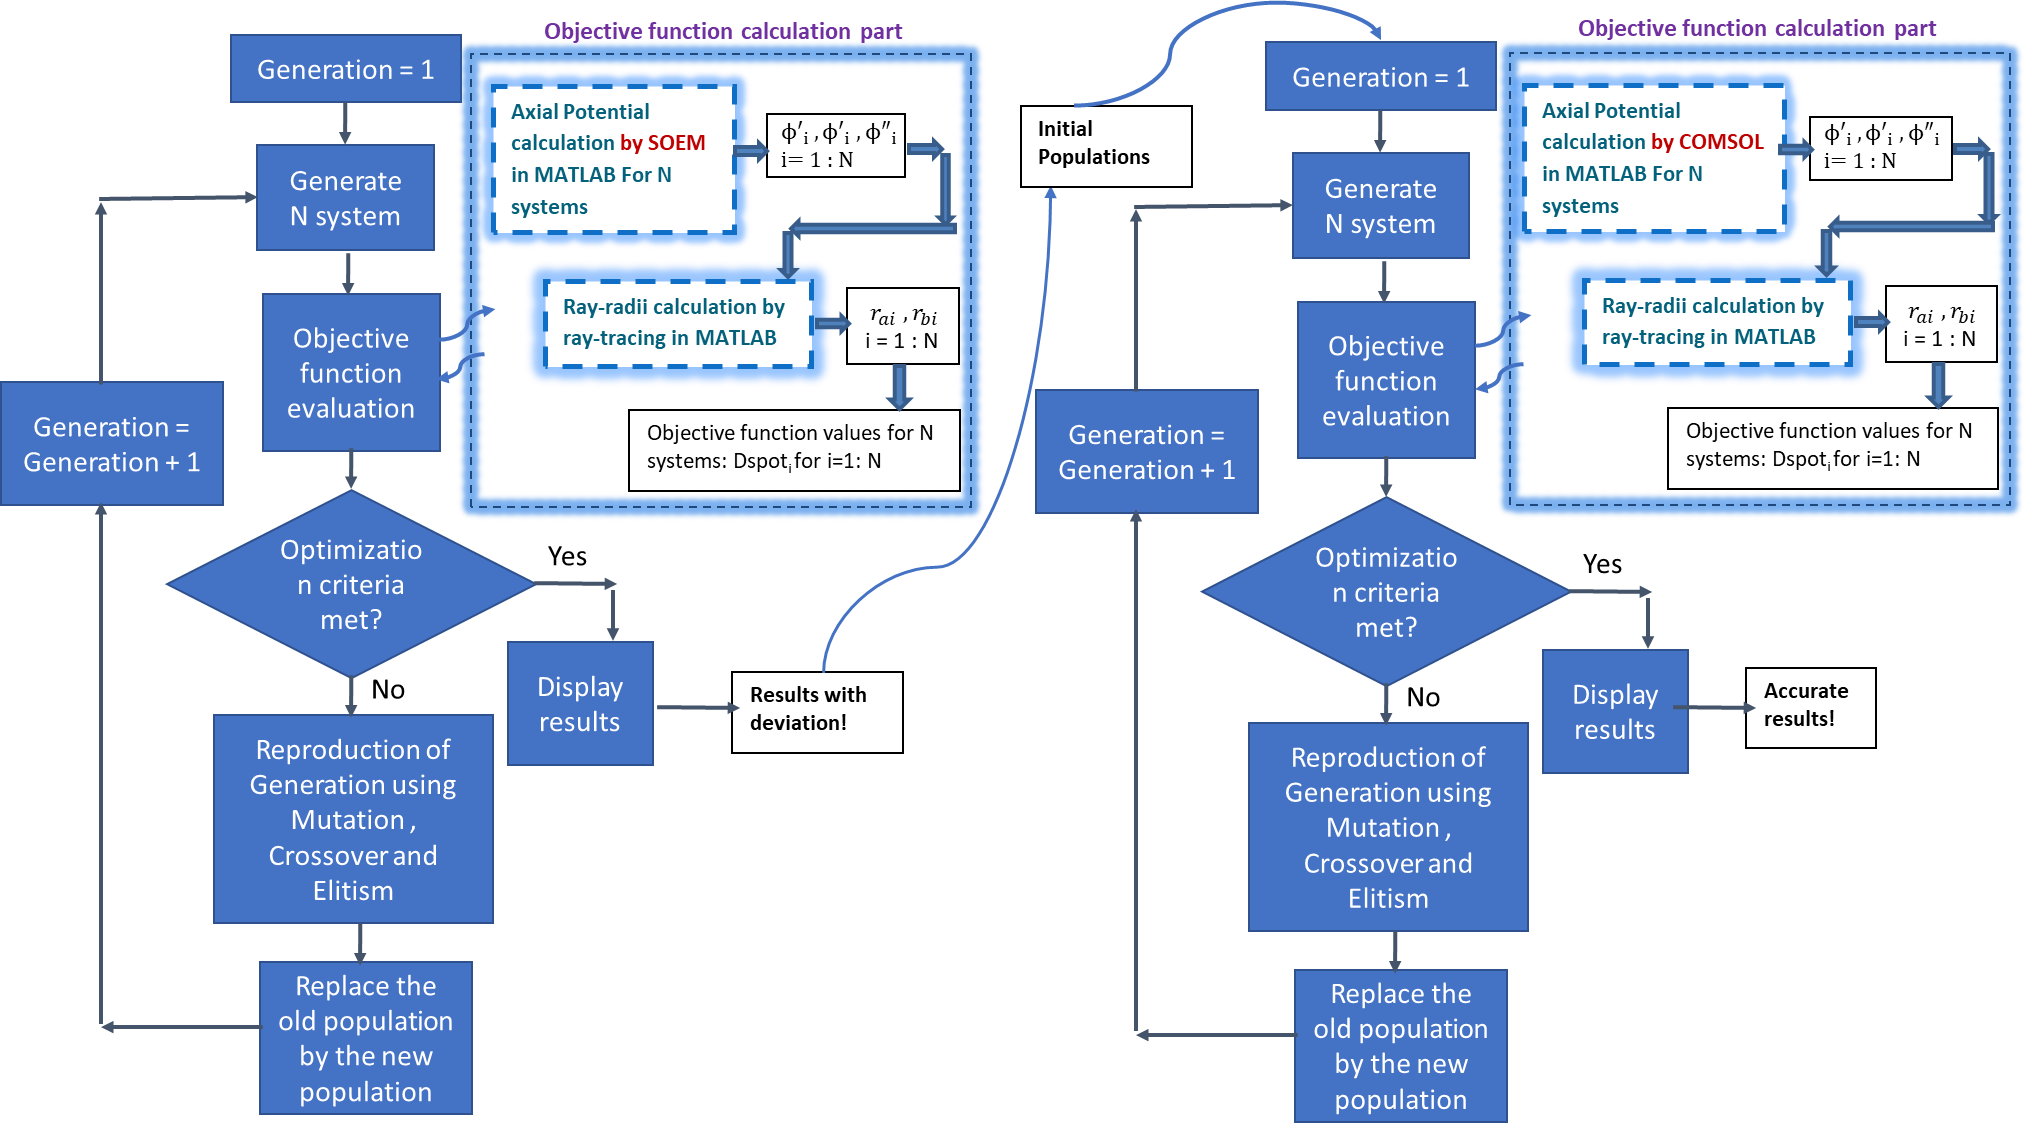 Objective function calculation part
Generation = 1
Axial Potential
calculation by SOEM
in MATLAB For N
systems
ϕ′i , ϕ′i , ϕ″i
i= 1 : N
Generate
N system
Ray-radii calculation by
ray-tracing in MATLAB
rai , rbi
i = 1 : N
Objective
function
evaluation
Objective function values for N
systems: Dspoti for i=1: N
Generation =
Generation + 1
Optimizatio
n criteria
met?
Yes
No
Display
results
Results with
deviation!
Reproduction of
Generation using
Mutation ,
Crossover and
Elitism
Replace the
old population
by the new
population
Initial
Populations
Objective function calculation part
Generation = 1
Axial Potential
calculation by COMSOL
in MATLAB For N
systems
ϕ′i , ϕ′i , ϕ″i
i= 1 : N
Generate
N system
Ray-radii calculation by
ray-tracing in MATLAB
rai , rbi
i = 1 : N
Objective
function
evaluation
Objective function values for N
systems: Dspoti for i=1: N
Generation =
Generation + 1
Optimizatio
n criteria
met?
Yes
No
Display
results
Accurate
results!
Reproduction of
Generation using
Mutation ,
Crossover and
Elitism
Replace the
old population
by the new
population